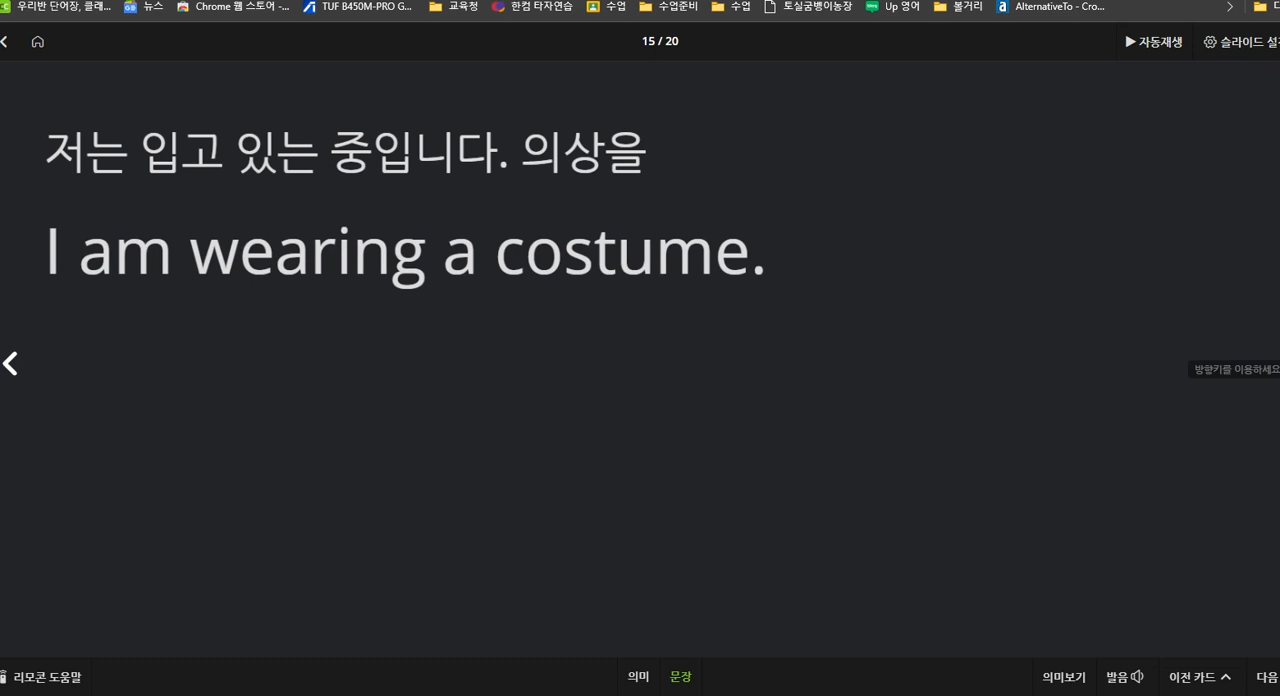 우리반 단어장, 클래... 뉴스 Chrome 웹 스토어 -... TUF B450M-PRO G... 교육청 한컴 타자연습 수업 수업준비 수업 토실굼벵이농장 Up 영어 볼거리 AlternativeTo - Cro...
15 / 20 자동재생 슬라이드
저는 입고 있는 중입니다. 의상을
I am wearing a costume.
방향키를 이용하세요
리모콘 도움말 의미 문장 의미보기 발음 이전 카드 다음